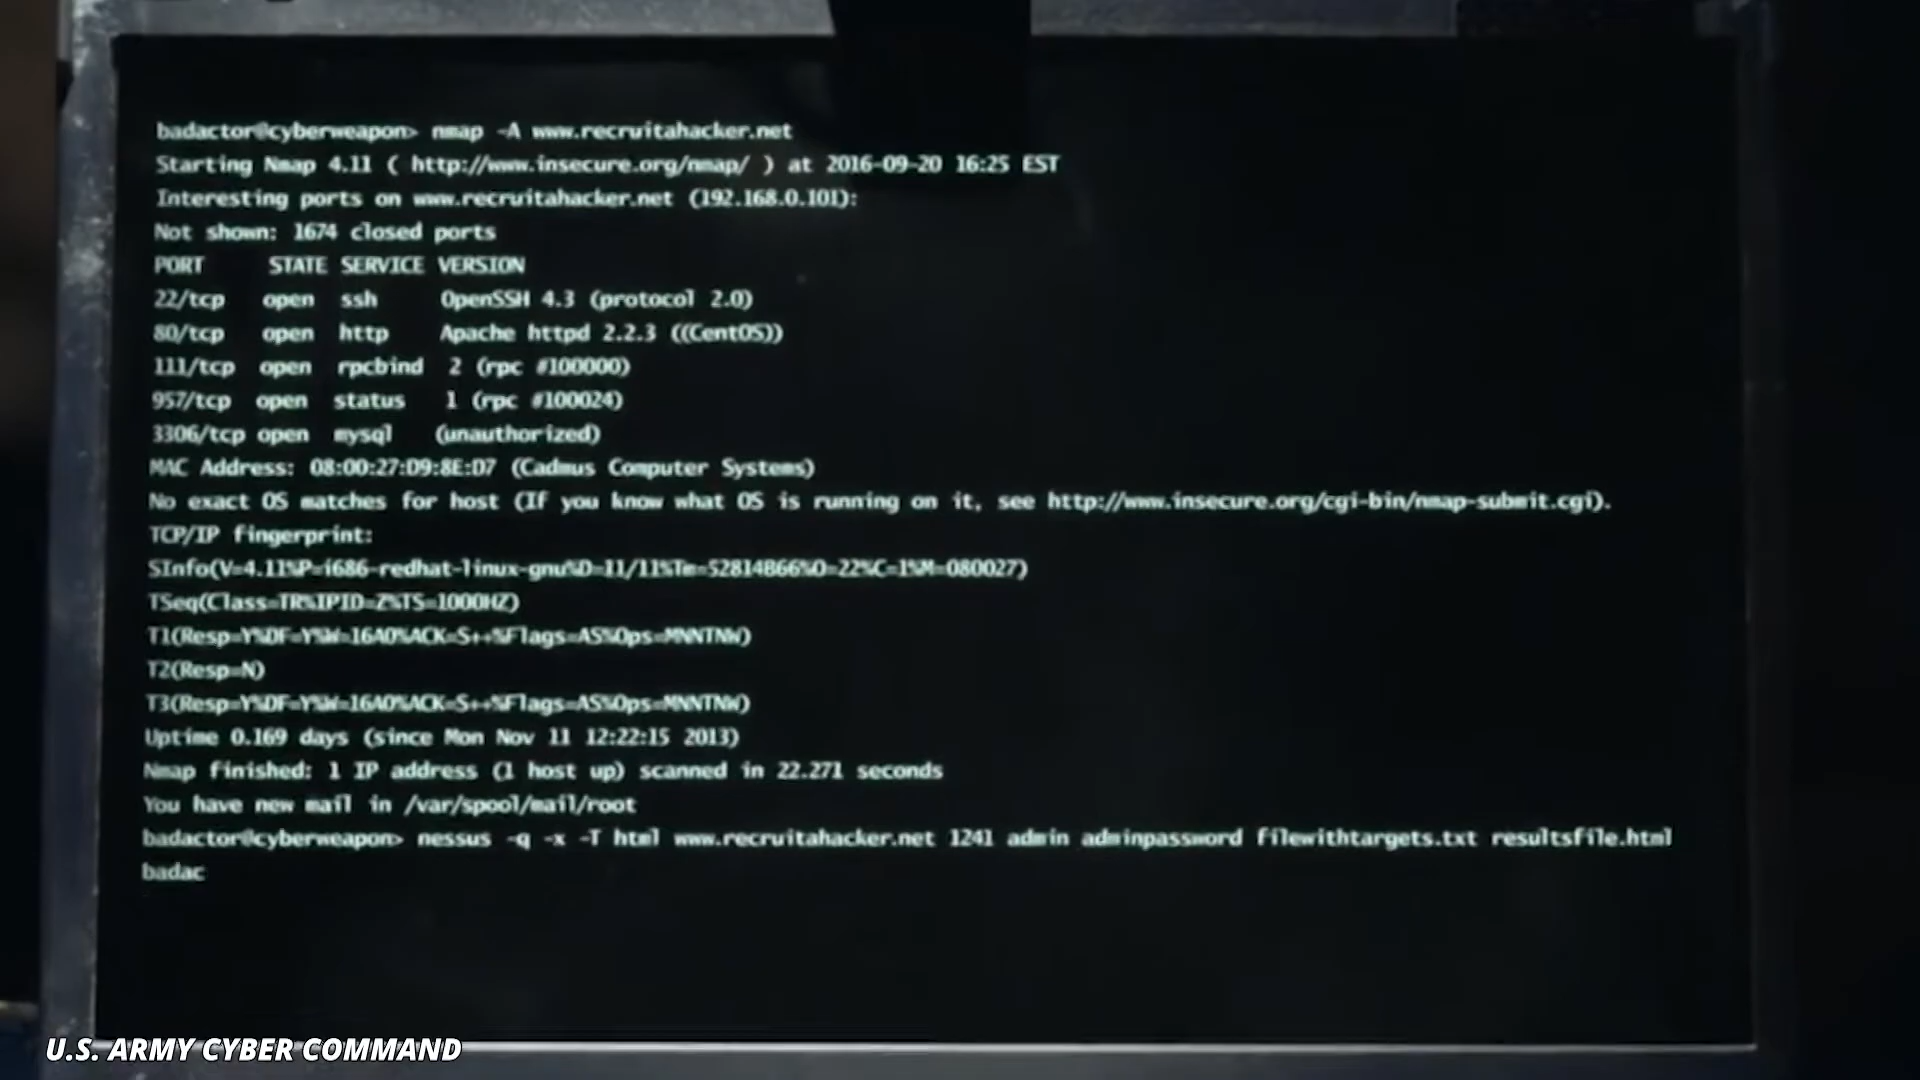 badactor@cyberweapon> nmap -A www.recruitahacker.net
Starting Nmap 4.11 ( http://www.insecure.org/nmap/ ) at 2016-09-20 16:25 EST
Interesting ports on www.recruitahacker.net (192.168.0.101):
Not shown: 1674 closed ports
PORT STATE SERVICE VERSION
22/tcp open ssh OpenSSH 4.3 (protocol 2.0)
80/tcp open http Apache httpd 2.2.3 ((CentOS))
111/tcp open rpcbind 2 (rpc #100000)
957/tcp open status 1 (rpc #100024)
3306/tcp open mysql (unauthorized)
MAC Address: 08:00:27:D9:8E:D7 (Cadmus Computer Systems)
No exact OS matches for host (If you know what OS is running on it, see http://www.insecure.org/cgi-bin/nmap-submit.cgi).
TCP/IP fingerprint:
SInfo(V=4.11%P=i686-redhat-linux-gnu%D=11/11%Tm=52814B66%O=22%C=1%M=080027)
TSeq(Class=TR%IPID=Z%TS=1000HZ)
T1(Resp=Y%DF=Y%W=16A0%ACK=S++%Flags=AS%Ops=MNNTNW)
T2(Resp=N)
T3(Resp=Y%DF=Y%W=16A0%ACK=S++%Flags=AS%Ops=MNNTNW)
Uptime 0.169 days (since Mon Nov 11 12:22:15 2013)
Nmap finished: 1 IP address (1 host up) scanned in 22.271 seconds
You have new mail in /var/spool/mail/root
badactor@cyberweapon> nessus -q -x -T html www.recruitahacker.net 1241 admin adminpassword filewithtargets.txt resultsfile.html
badac
U.S. ARMY CYBER COMMAND